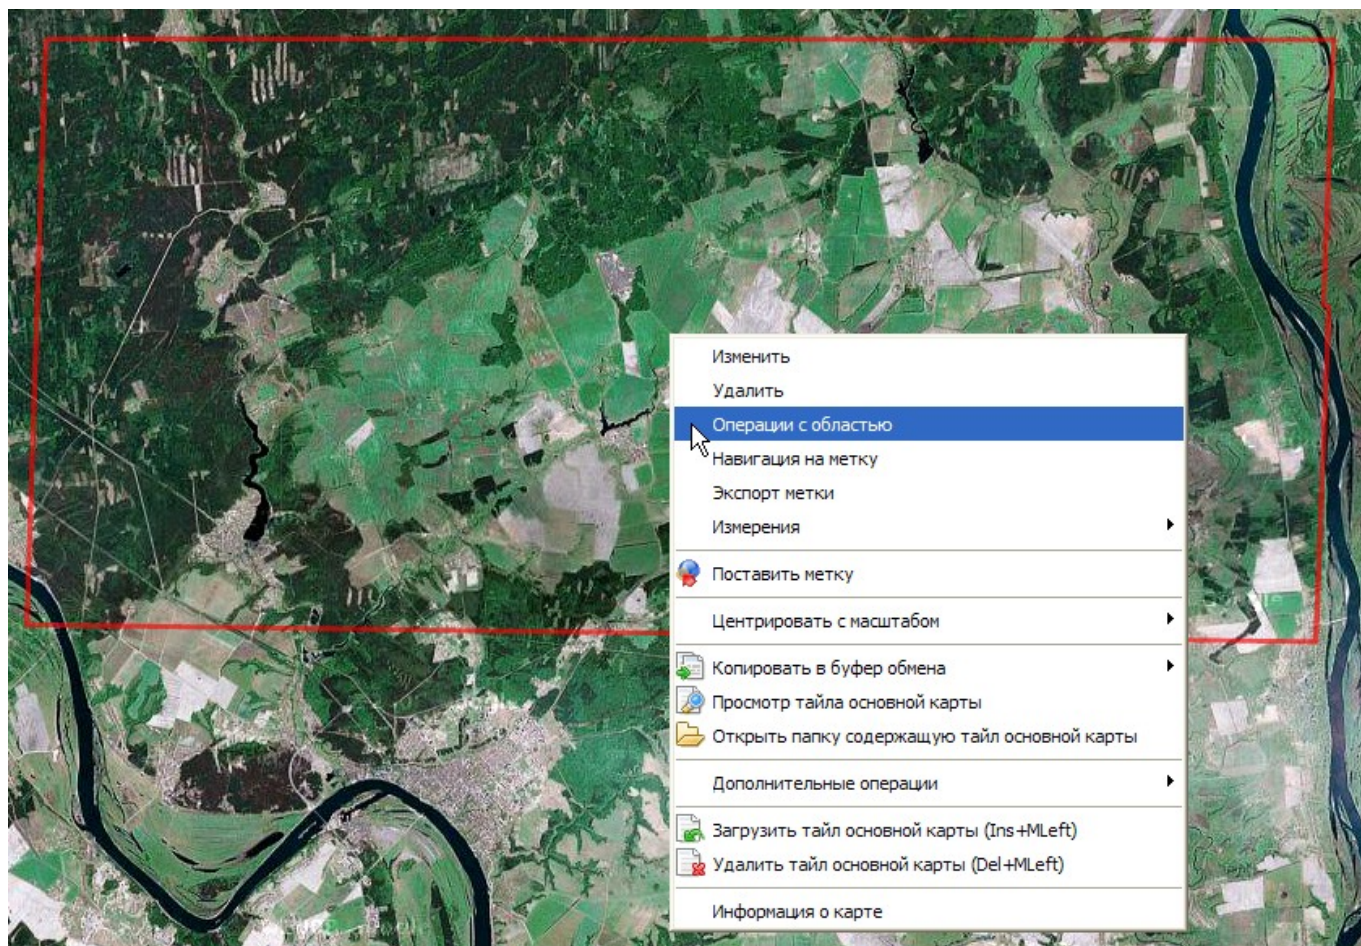 Изменить
Удалить
Операции с областью
Навигация на метку
Экспорт метки
Измерения
Поставить метку
Центрировать с масштабом
Копировать в буфер обмена
Просмотр тайла основной карты
Открыть папку содержащую тайл основной карты
Дополнительные операции
Загрузить тайл основной карты (Ins+MLeft)
Удалить тайл основной карты (Del+MLeft)
Информация о карте